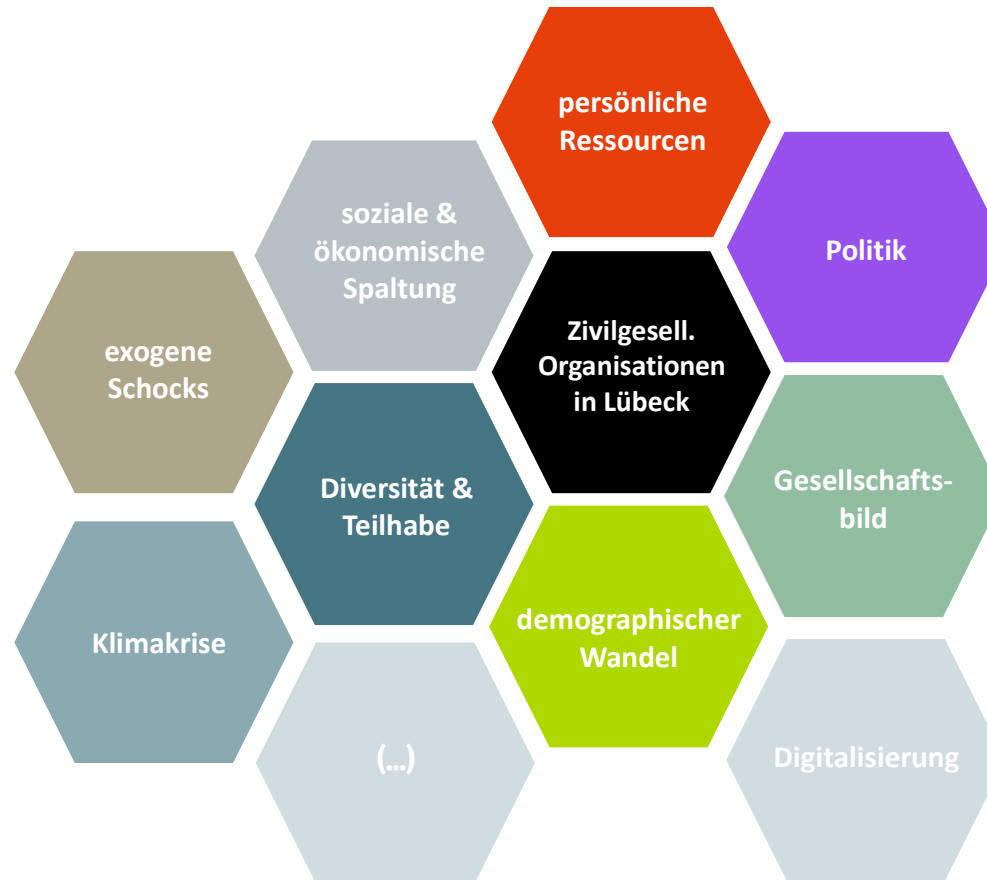 persönliche
Ressourcen
soziale &
ökonomische
Spaltung
Politik
exogene
Schocks
Zivilgesell.
Organisationen
in Lübeck
Diversität &
Teilhabe
Gesellschafts-
bild
Klimakrise
demographischer
Wandel
(...)
Digitalisierung